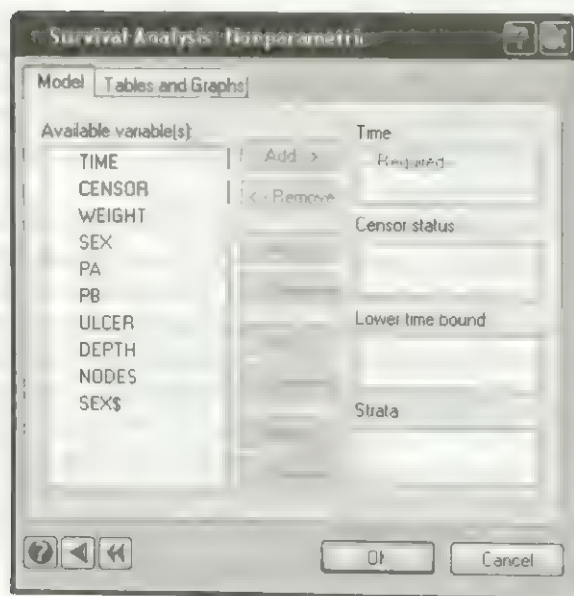 Survival Analysis: Nonparametric
Model
Tables and Graphs
Available variable(s):
TIME
CENSOR
WEIGHT
SEX
PA
PB
ULCER
DEPTH
NODES
SEX$
Add ->
<- Remove
Time
Required
Censor status
Lower time bound
Strata
OK
Cancel